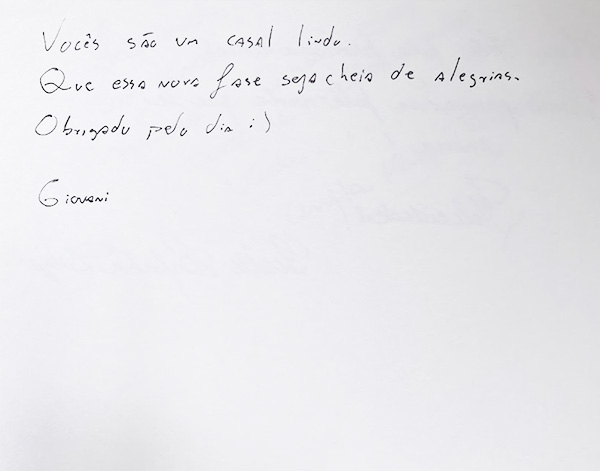 Vocês são um casal lindo.
Que essa nova fase seja cheia de alegrias.
Obrigado pelo dia :)
Giovani